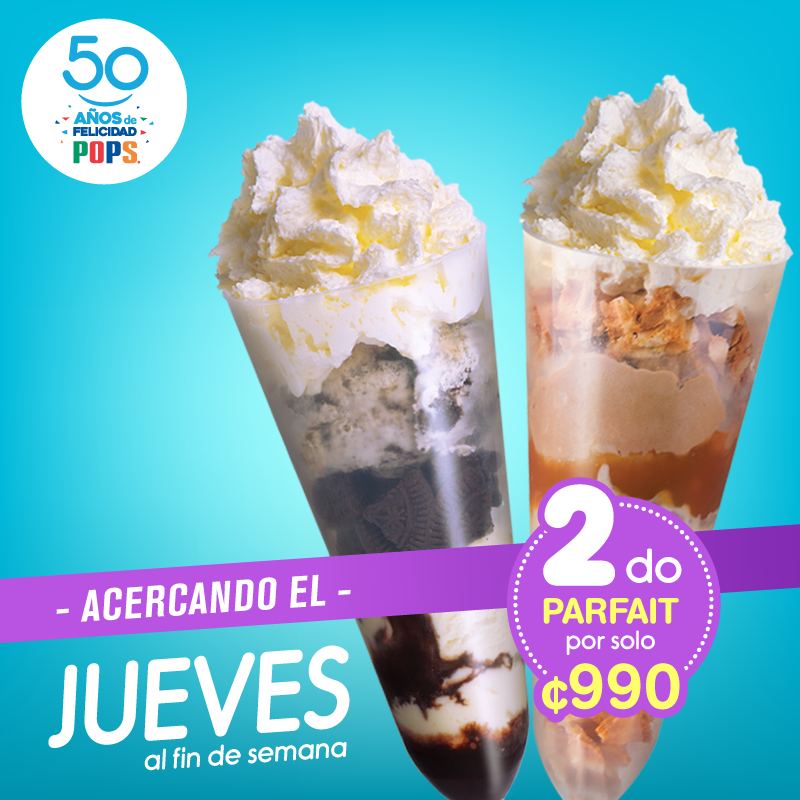 50
AÑOS de
FELICIDAD
POPS.
- ACERCANDO EL -
JUEVES
al fin de semana
2do
PARFAIT
por solo
¢990